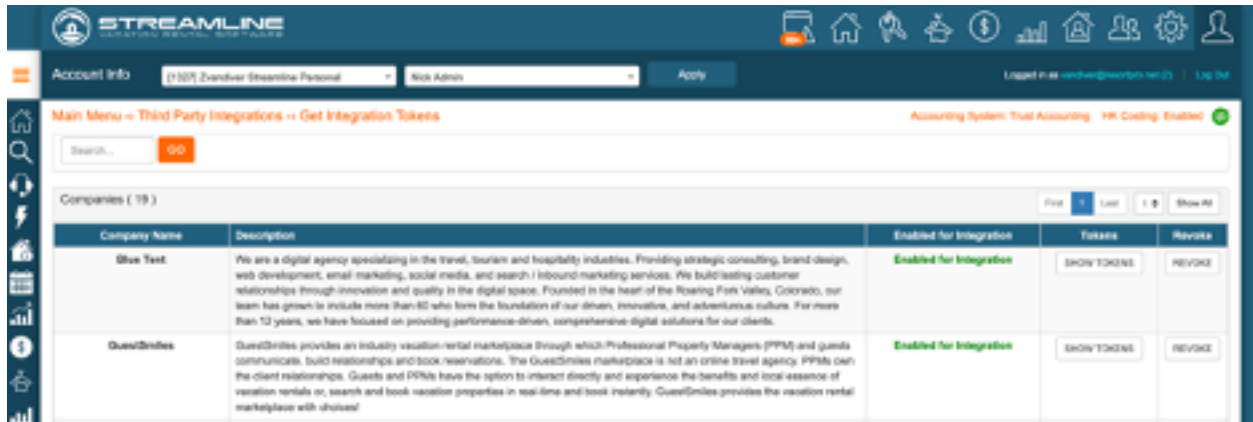 STREAMLINE
VACATION RENTAL SOFTWARE
Account Info
[1327] Zvandiver Streamline Personal
Nick Admin
Apply
Logged in as
Log Out
Main Menu Third Party Integrations Get Integration Tokens
Accounting System: Trust Accounting HK Costing: Enabled
Search...
GO
Companies ( 19 )
First 1 Last
Show All
Company Name Description Enabled for Integration Tokens Revoke
Blue Tent
We are a digital agency specializing in the travel, tourism and hospitality industries. Providing strategic consulting, brand design,
web development, email marketing, social media, and search / inbound marketing services. We build lasting customer
relationships through innovation and quality in the digital space. Founded in the heart of the Roaring Fork Valley, Colorado, our
team has grown to include more than 60 who form the foundation of our driven, innovative, and adventurous culture. For more
than 12 years, we have focused on providing performance-driven, comprehensive digital solutions for our clients.
Enabled for Integration
SHOW TOKENS
REVOKE
GuestSmiles
GuestSmiles provides an industry vacation rental marketplace through which Professional Property Managers (PPM) and guests
communicate, build relationships and book reservations. The GuestSmiles marketplace is not an online travel agency. PPMs own
the client relationships. Guests and PPMs have the option to interact directly and experience the benefits and local essence of
vacation rentals or, search and book vacation properties in real-time and book instantly. GuestSmiles provides the vacation rental
marketplace with choices!
Enabled for Integration
SHOW TOKENS
REVOKE